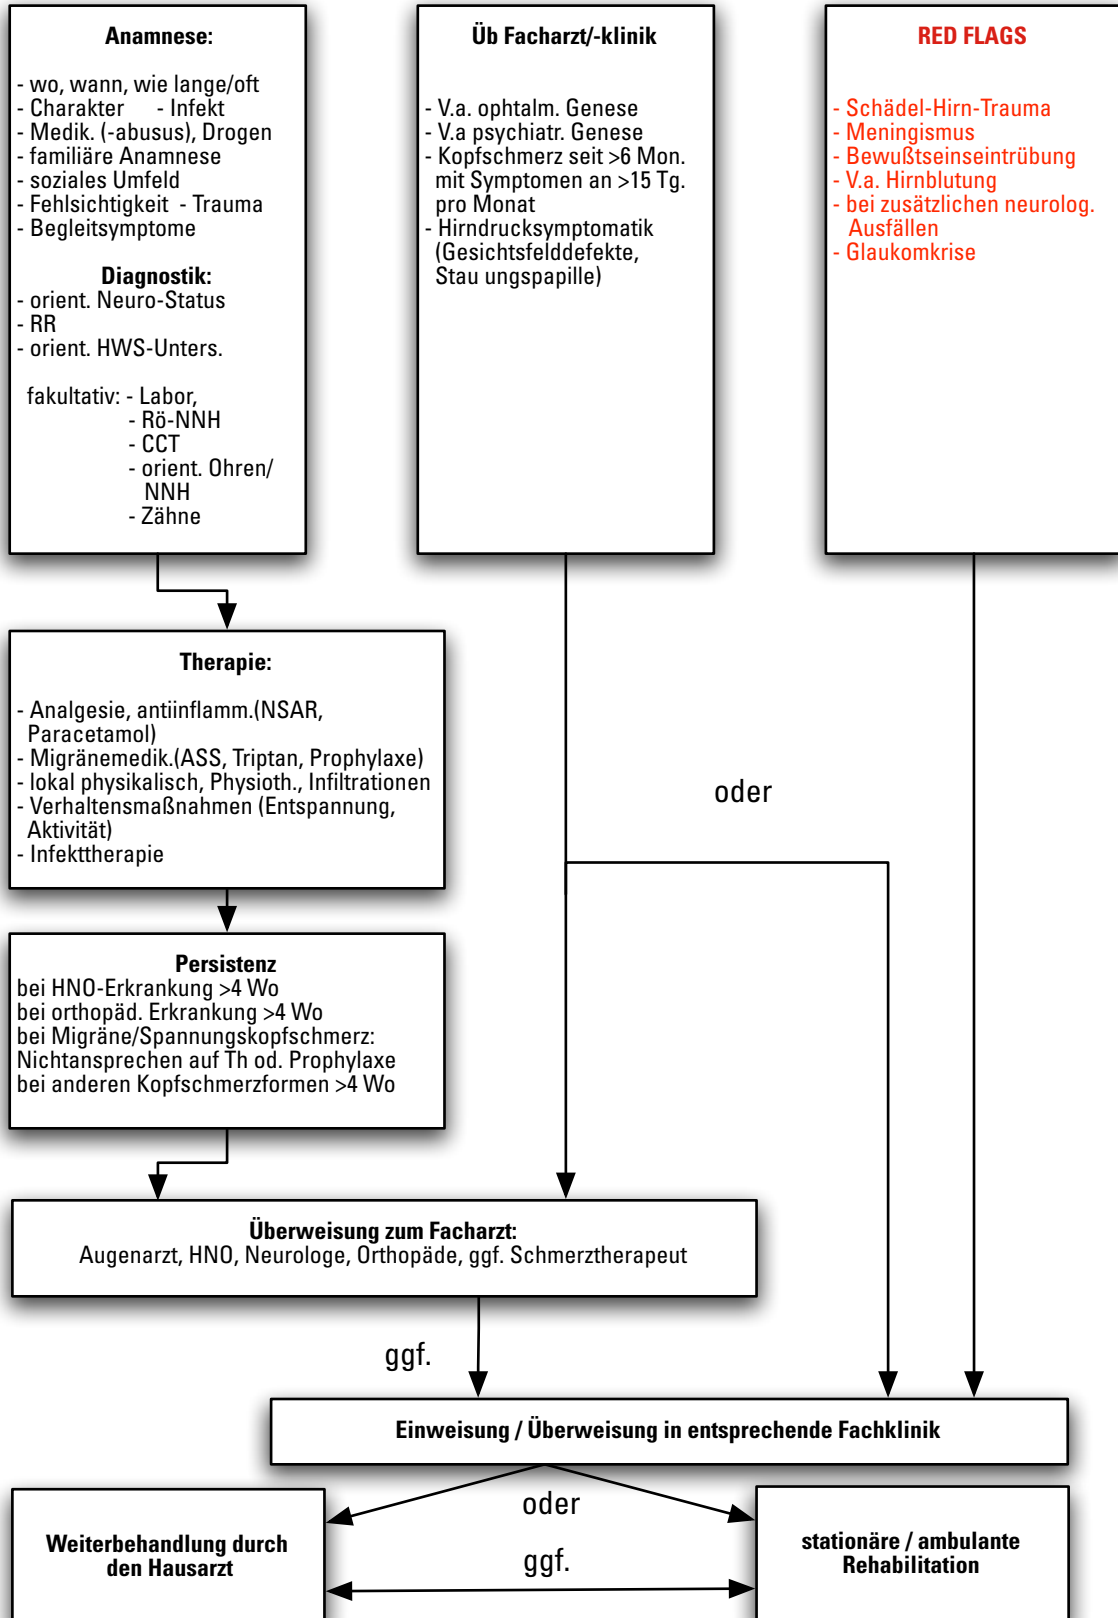 Anamnese:
- wo, wann, wie lange/oft
- Charakter - Infekt
- Medik. (-abusus), Drogen
- familiäre Anamnese
- soziales Umfeld
- Fehlsichtigkeit - Trauma
- Begleitsymptome
Diagnostik:
- orient. Neuro-Status
- RR
- orient. HWS-Unters.
fakultativ: - Labor,
- Rö-NNH
- CCT
- orient. Ohren/
NNH
- Zähne
Üb Facharzt/-klinik
- V.a. ophtalm. Genese
- V.a psychiatr. Genese
- Kopfschmerz seit >6 Mon.
mit Symptomen an >15 Tg.
pro Monat
- Hirndrucksymptomatik
(Gesichtsfelddefekte,
Stau ungspapille)
RED FLAGS
- Schädel-Hirn-Trauma
- Meningismus
- Bewußtseinseintrübung
- V.a. Hirnblutung
- bei zusätzlichen neurolog.
Ausfällen
- Glaukomkrise
Therapie:
- Analgesie, antiinflamm.(NSAR,
Paracetamol)
- Migränemedik.(ASS, Triptan, Prophylaxe)
- lokal physikalisch, Physioth., Infiltrationen
- Verhaltensmaßnahmen (Entspannung,
Aktivität)
- Infekttherapie
oder
Persistenz
bei HNO-Erkrankung >4 Wo
bei orthopäd. Erkrankung >4 Wo
bei Migräne/Spannungskopfschmerz:
Nichtansprechen auf Th od. Prophylaxe
bei anderen Kopfschmerzformen >4 Wo
Überweisung zum Facharzt:
Augenarzt, HNO, Neurologe, Orthopäde, ggf. Schmerztherapeut
ggf.
Einweisung / Überweisung in entsprechende Fachklinik
Weiterbehandlung durch
den Hausarzt
oder
ggf.
stationäre / ambulante
Rehabilitation